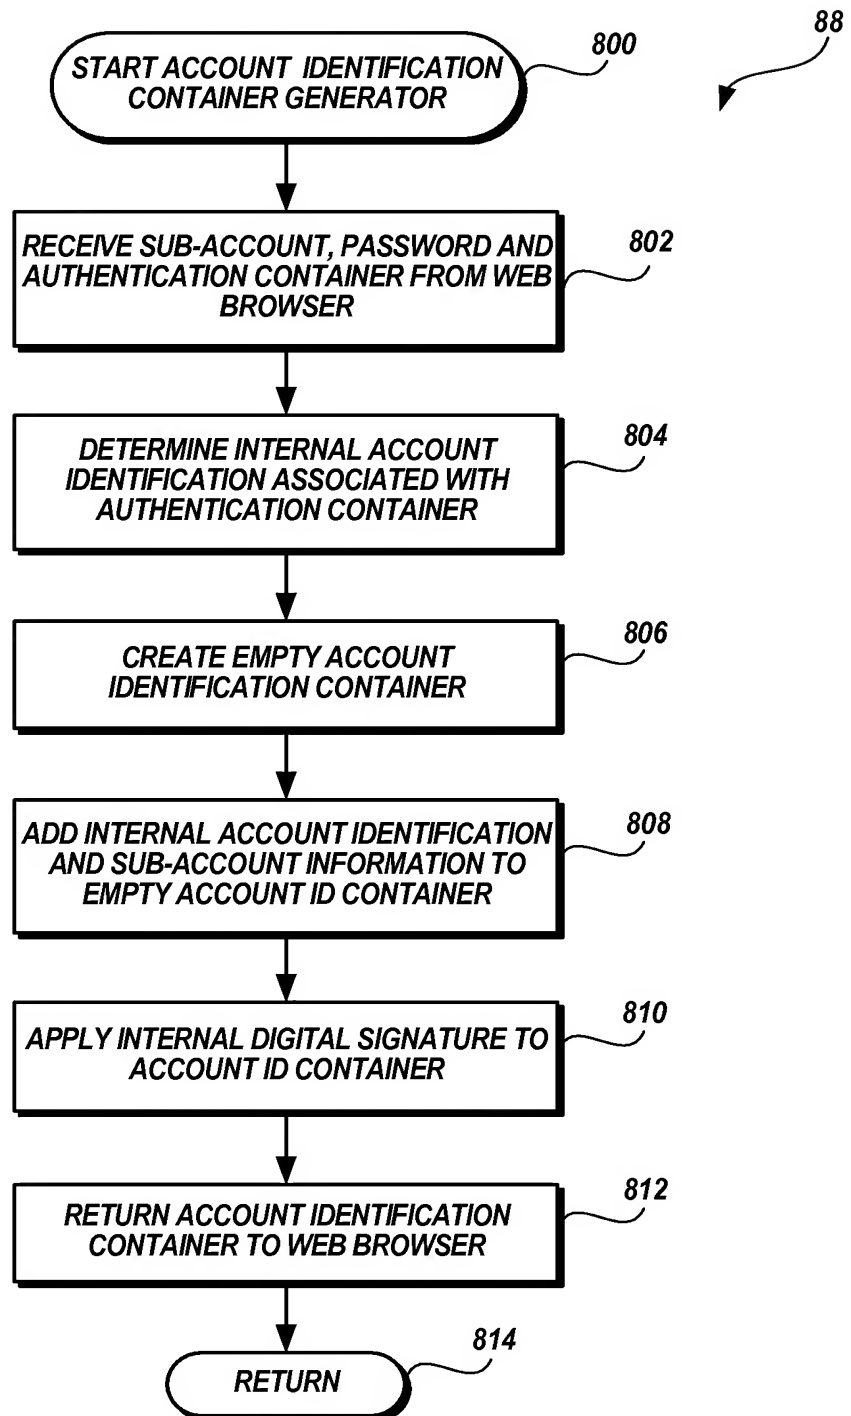 88
START ACCOUNT IDENTIFICATION
CONTAINER GENERATOR
800
RECEIVE SUB-ACCOUNT, PASSWORD AND
AUTHENTICATION CONTAINER FROM WEB
BROWSER
802
DETERMINE INTERNAL ACCOUNT
IDENTIFICATION ASSOCIATED WITH
AUTHENTICATION CONTAINER
804
CREATE EMPTY ACCOUNT
IDENTIFICATION CONTAINER
806
ADD INTERNAL ACCOUNT IDENTIFICATION
AND SUB-ACCOUNT INFORMATION TO
EMPTY ACCOUNT ID CONTAINER
808
APPLY INTERNAL DIGITAL SIGNATURE TO
ACCOUNT ID CONTAINER
810
RETURN ACCOUNT IDENTIFICATION
CONTAINER TO WEB BROWSER
812
RETURN
814